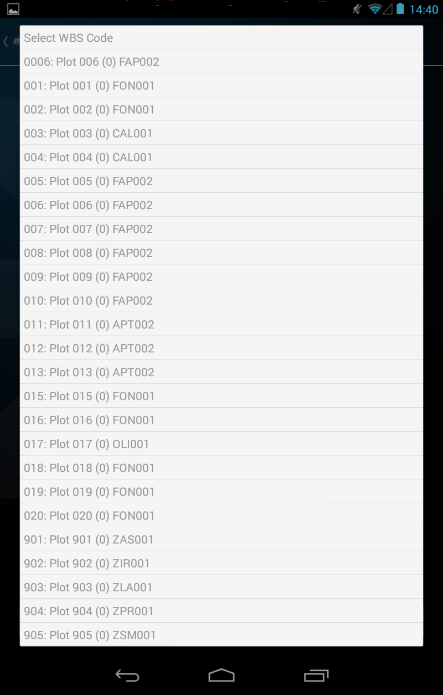 14:40
Select WBS Code
0006: Plot 006 (0) FAP002
001: Plot 001 (0) FON001
002: Plot 002 (0) FON001
003: Plot 003 (0) CAL001
004: Plot 004 (0) CAL001
005: Plot 005 (0) FAP002
006: Plot 006 (0) FAP002
007: Plot 007 (0) FAP002
008: Plot 008 (0) FAP002
009: Plot 009 (0) FAP002
010: Plot 010 (0) FAP002
011: Plot 011 (0) APT002
012: Plot 012 (0) APT002
013: Plot 013 (0) APT002
015: Plot 015 (0) FON001
016: Plot 016 (0) FON001
017: Plot 017 (0) OLI001
018: Plot 018 (0) FON001
019: Plot 019 (0) FON001
020: Plot 020 (0) FON001
901: Plot 901 (0) ZAS001
902: Plot 902 (0) ZIR001
903: Plot 903 (0) ZLA001
904: Plot 904 (0) ZPR001
905: Plot 905 (0) ZSM001